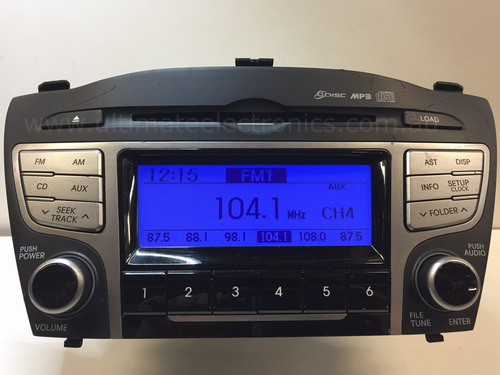 6DISC MP3
www.ultimateelectronics.com.au
LOAD
FM AM
CD AUX
SEEK
TRACK
PUSH
POWER
VOLUME
12:15 FM1
AUX
104.1 MHz CH4
87.5 88.1 98.1 104.1 108.0 87.5
1 2 3 4 5 6
AST DISP
INFO SETUP
CLOCK
FOLDER
PUSH
AUDIO
FILE
TUNE ENTER